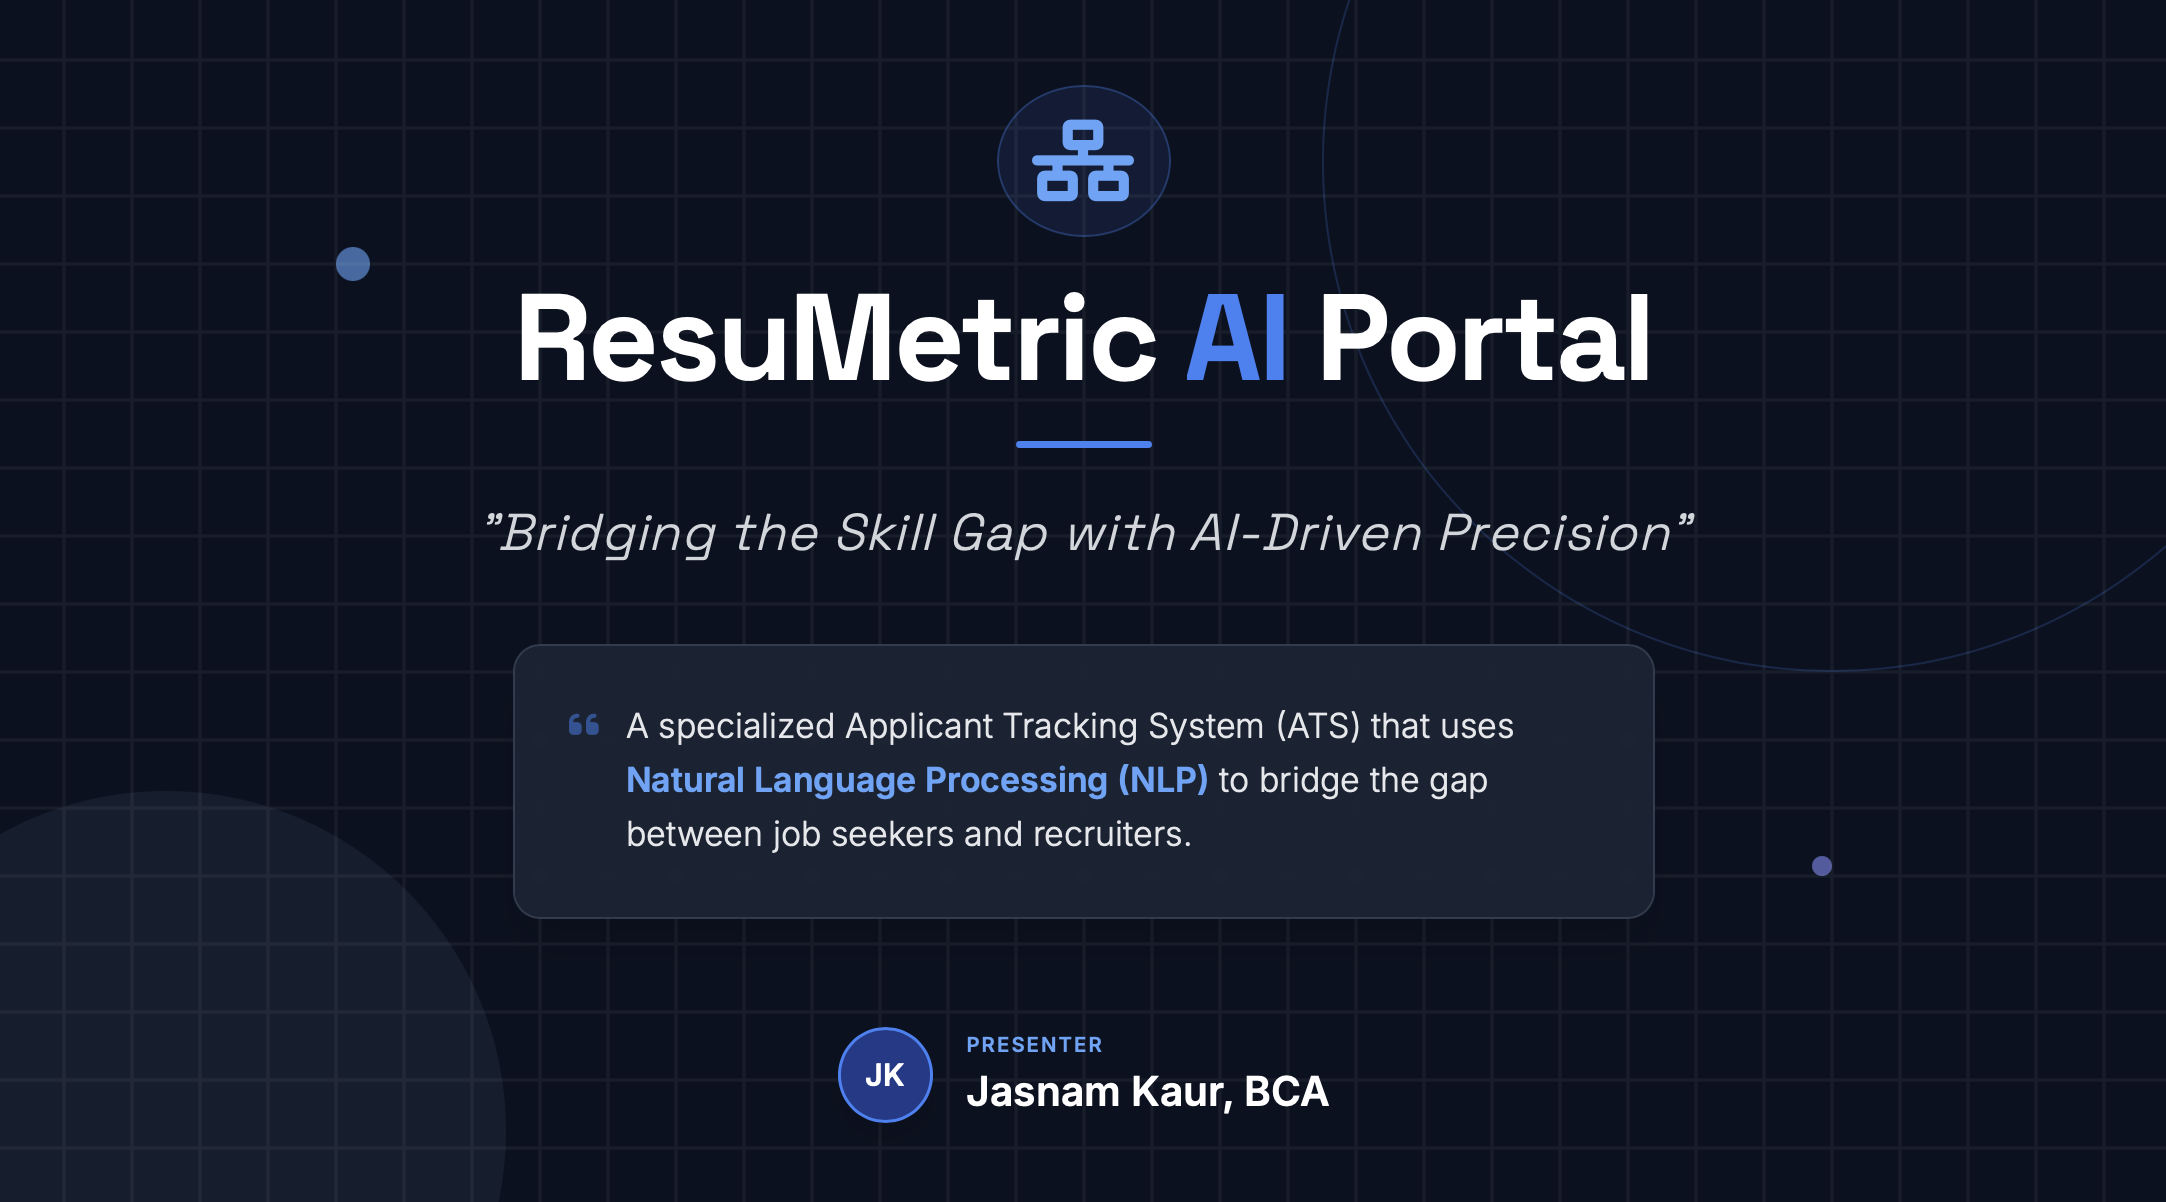 ResuMetric AI Portal
”Bridging the Skill Gap with AI-Driven Precision”
“ A specialized Applicant Tracking System (ATS) that uses
Natural Language Processing (NLP) to bridge the gap
between job seekers and recruiters.
PRESENTER
JK
Jasnam Kaur, BCA